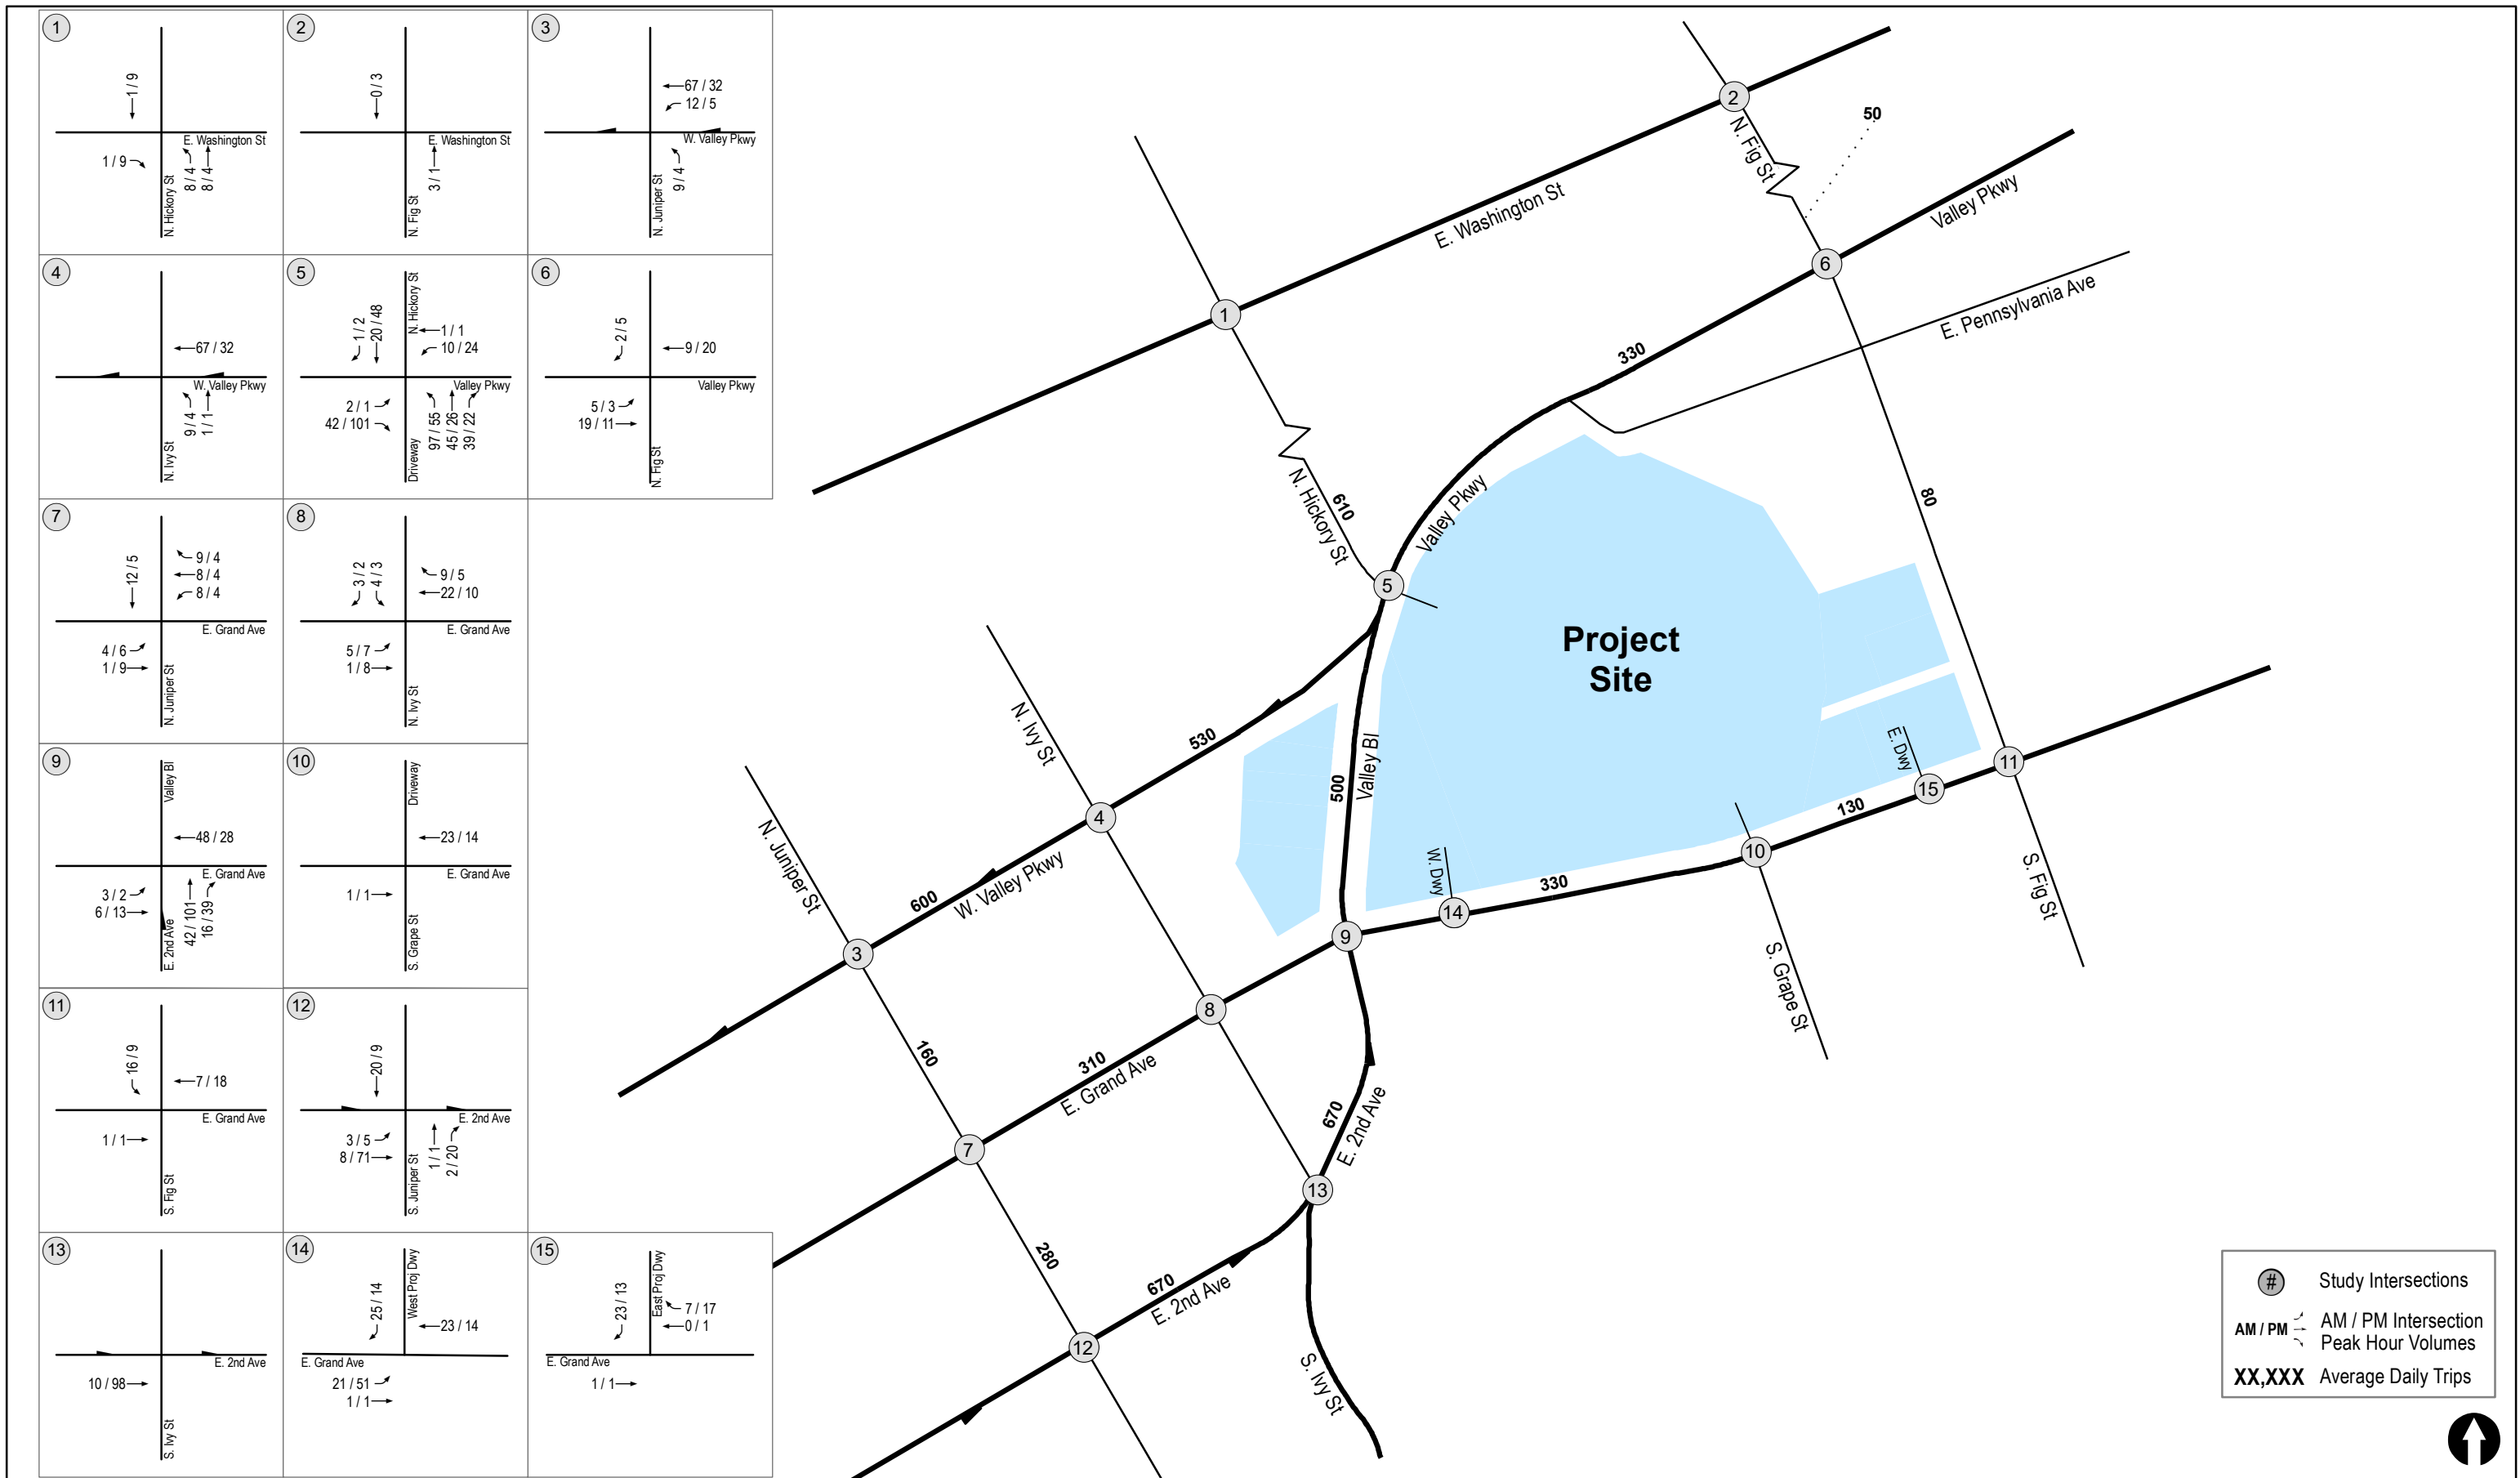 1
1 / 9
E. Washington St
1 / 9
8 / 4
8 / 4
N. Hickory St
2
0 / 3
E. Washington St
3 / 1
N. Fig St
3
67 / 32
12 / 5
W. Valley Pkwy
9 / 4
N. Juniper St
4
67 / 32
W. Valley Pkwy
9 / 4
1 / 1
N. Ivy St
5
1 / 2
20 / 48
N. Hickory St
1 / 1
10 / 24
Valley Pkwy
2 / 1
42 / 101
97 / 55
45 / 26
39 / 22
Driveway
6
2 / 5
9 / 20
Valley Pkwy
5 / 3
19 / 11
N. Fig St
7
12 / 5
9 / 4
8 / 4
8 / 4
E. Grand Ave
4 / 6
1 / 9
N. Juniper St
8
3 / 2
4 / 3
9 / 5
22 / 10
E. Grand Ave
5 / 7
1 / 8
N. Ivy St
9
Valley Bl
48 / 28
E. Grand Ave
3 / 2
6 / 13
42 / 101
16 / 39
E. 2nd Ave
10
Driveway
23 / 14
E. Grand Ave
1 / 1
S. Grape St
11
16 / 9
7 / 18
E. Grand Ave
1 / 1
S. Fig St
12
20 / 9
E. 2nd Ave
3 / 5
8 / 71
1 / 1
2 / 20
S. Juniper St
13
E. 2nd Ave
10 / 98
S. Ivy St
14
25 / 14
West Proj Dwy
23 / 14
E. Grand Ave
21 / 51
1 / 1
15
23 / 13
East Proj Dwy
7 / 17
0 / 1
E. Grand Ave
1 / 1
2
50
N. Fig St
Valley Pkwy
E. Washington St
6
E. Pennsylvania Ave
1
330
N. Hickory St
610
Valley Pkwy
80
5
Project
Site
N. Ivy St
530
500
Valley Bl
E. Dwy
11
15
130
4
N. Juniper St
W. Dwy
10
330
14
600
W. Valley Pkwy
S. Fig St
9
3
S. Grape St
8
160
310
E. Grand Ave
670
E. 2nd Ave
7
13
280
670
E. 2nd Ave
12
S. Ivy St
# Study Intersections
AM / PM AM / PM Intersection
Peak Hour Volumes
XX,XXX Average Daily Trips